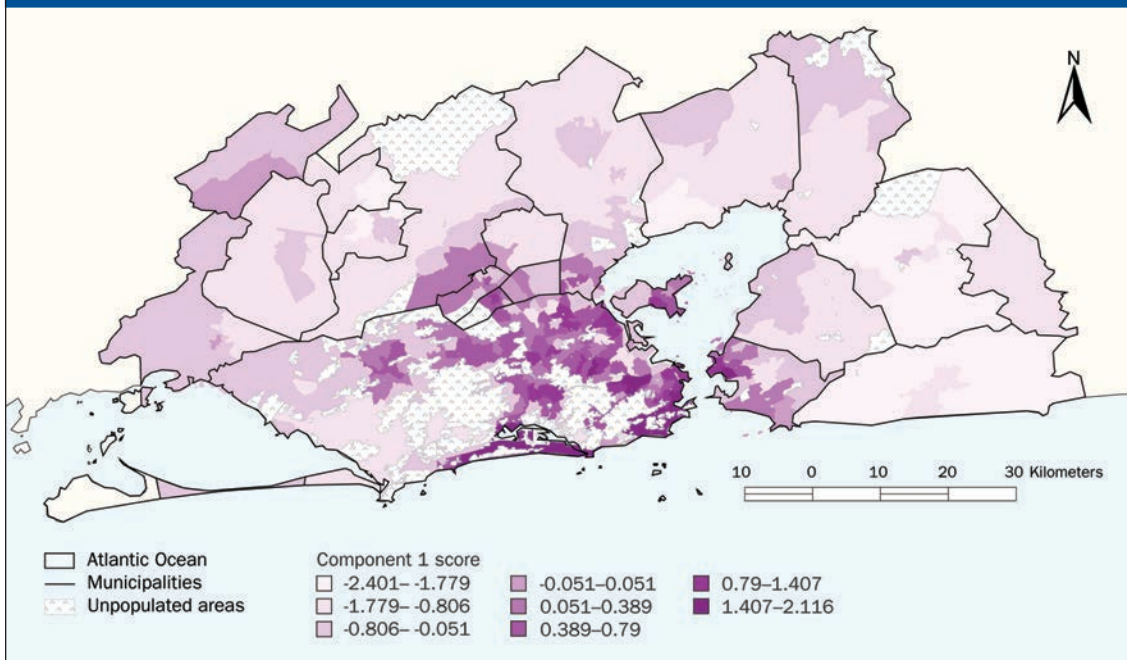 N
10 0 10 20 30 Kilometers
Atlantic Ocean
Municipalities
Unpopulated areas
Component 1 score
-2.401– -1.779
-1.779– -0.806
-0.806– -0.051
-0.051–0.051
0.051–0.389
0.389–0.79
0.79–1.407
1.407–2.116